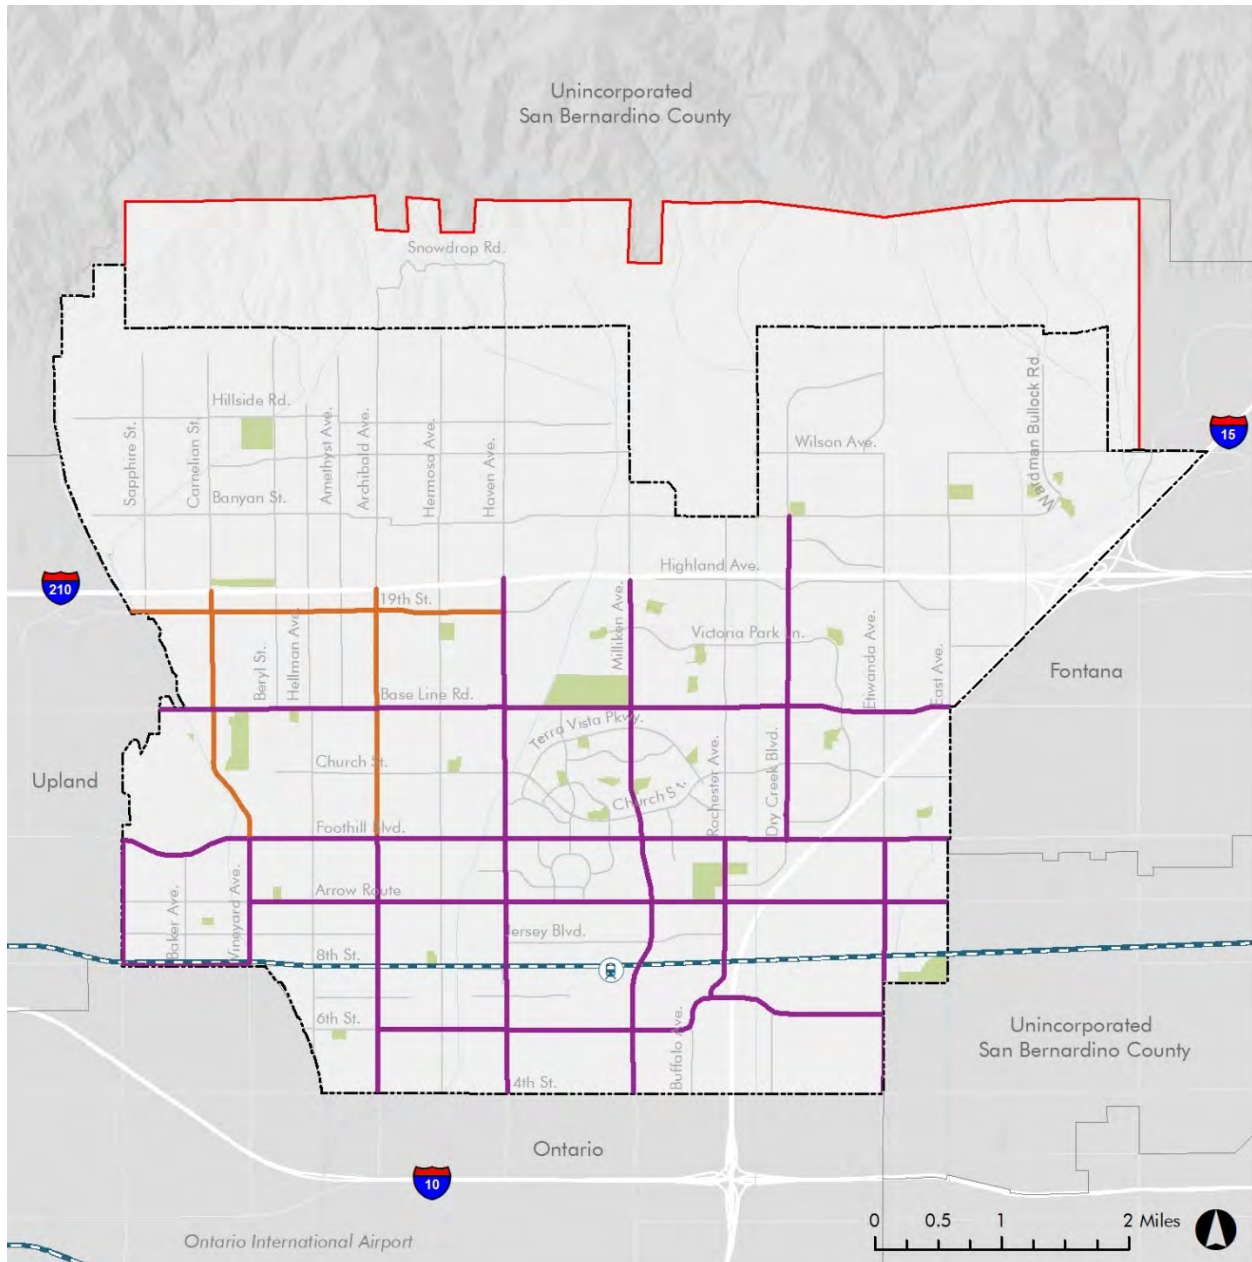 Unincorporated
San Bernardino County
Snowdrop Rd.
Hillside Rd.
Sapphire St.
Carnelian St.
Amethyst Ave.
Archibald Ave.
Hermosa Ave.
Haven Ave.
Wilson Ave.
Wardman Bullock Rd.
15
Banyan St.
Highland Ave.
210
19th St.
Beryl St.
Hellman Ave.
Milliken Ave.
Victoria Park Ln.
Etiwanda Ave.
East Ave.
Fontana
Base Line Rd.
Terra Vista Pkwy.
Upland
Church St.
Church St.
Rochester Ave.
Day Creek Blvd.
Foothill Blvd.
Baker Ave.
Vineyard Ave.
Arrow Route
Jersey Blvd.
8th St.
6th St.
Buffalo Ave.
Unincorporated
San Bernardino County
4th St.
Ontario
10
0 0.5 1 2 Miles
Ontario International Airport